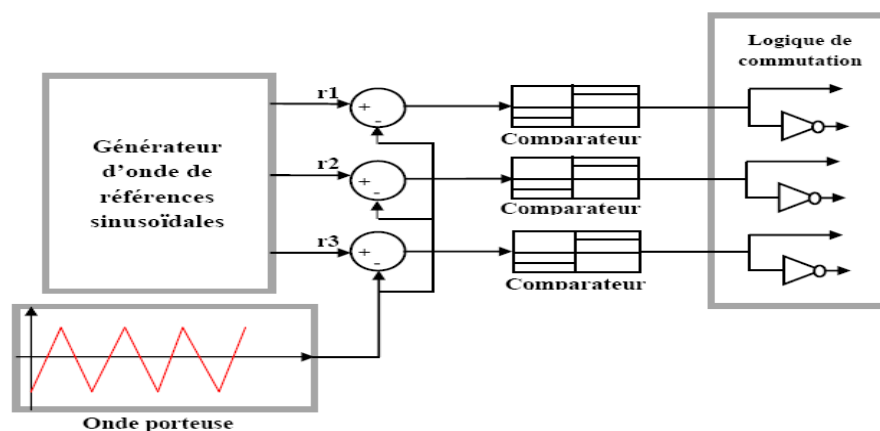 Logique de
commutation
r1
+
-
Comparateur
Générateur
d'onde de
références
sinusoïdales
r2
+
-
Comparateur
r3
+
-
Comparateur
Onde porteuse